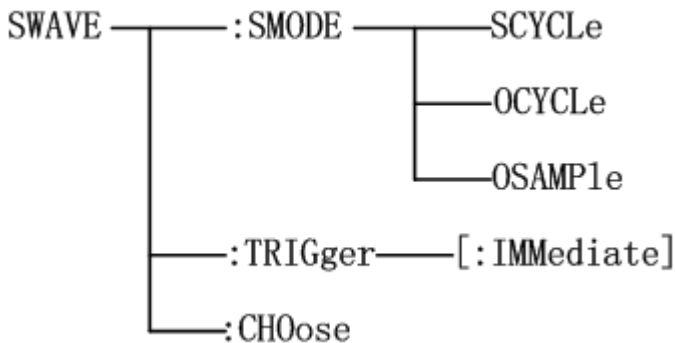 SWAVE :SMODE SCYCLe
OCYCLe
OSAMPle
:TRIGger [:IMMediate]
:CHOose